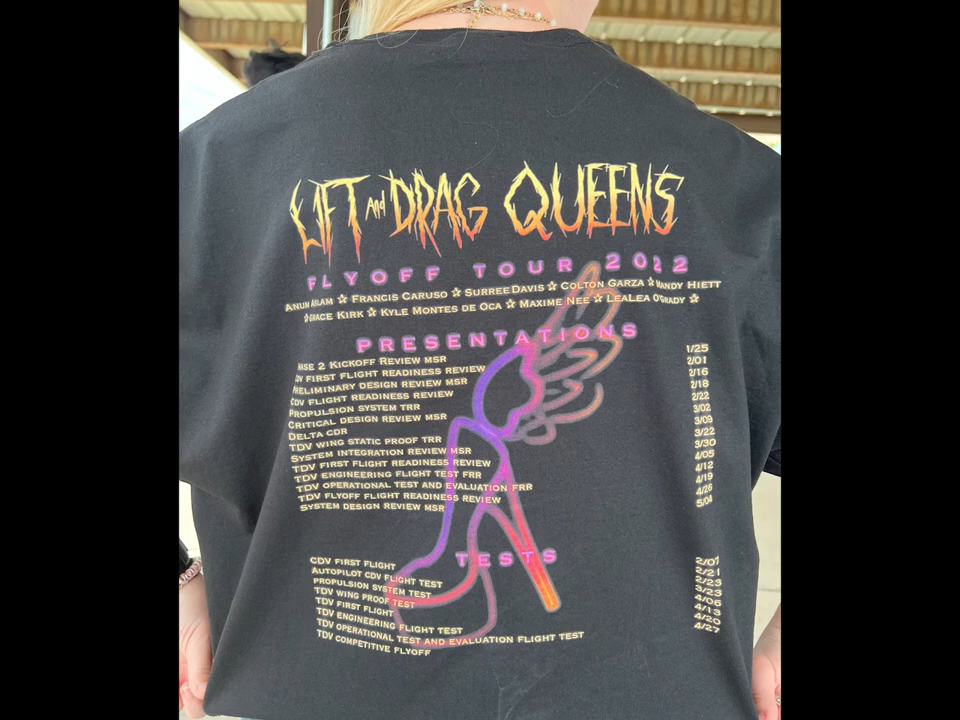 LIFT And DRAG QUEENS
FLYOFF TOUR 2022
ANUM ASLAM ☆ FRANCIS CARUSO ☆ SURREE DAVIS ☆ COLTON GARZA ☆ MANDY HIETT
☆ GRACE KIRK ☆ KYLE MONTES DE OCA ☆ MAXIME NEE ☆ LEALEA O'GRADY ☆
PRESENTATIONS
HASE 2 KICKOFF REVIEW MSR 1/25
DV FIRST FLIGHT READINESS REVIEW 2/01
PRELIMINARY DESIGN REVIEW MSR 2/16
CDV FLIGHT READINESS REVIEW 2/18
PROPULSION SYSTEM TRR 2/22
CRITICAL DESIGN REVIEW MSR 3/02
DELTA CDR 3/09
TDV WING STATIC PROOF TRR 3/22
SYSTEM INTEGRATION REVIEW MSR 3/30
TDV FIRST FLIGHT READINESS REVIEW 4/05
TDV ENGINEERING FLIGHT TEST FRR 4/12
TDV OPERATIONAL TEST AND EVALUATION FRR 4/19
TDV FLYOFF FLIGHT READINESS REVIEW 4/26
SYSTEM DESIGN REVIEW MSR 5/04
TESTS
CDV FIRST FLIGHT 2/07
AUTOPILOT CDV FLIGHT TEST 2/21
PROPULSION SYSTEM TEST 2/23
TDV WING PROOF TEST 3/23
TDV FIRST FLIGHT 4/06
TDV ENGINEERING FLIGHT TEST 4/13
TDV OPERATIONAL TEST AND EVALUATION FLIGHT TEST 4/20
TDV COMPETITIVE FLYOFF 4/27